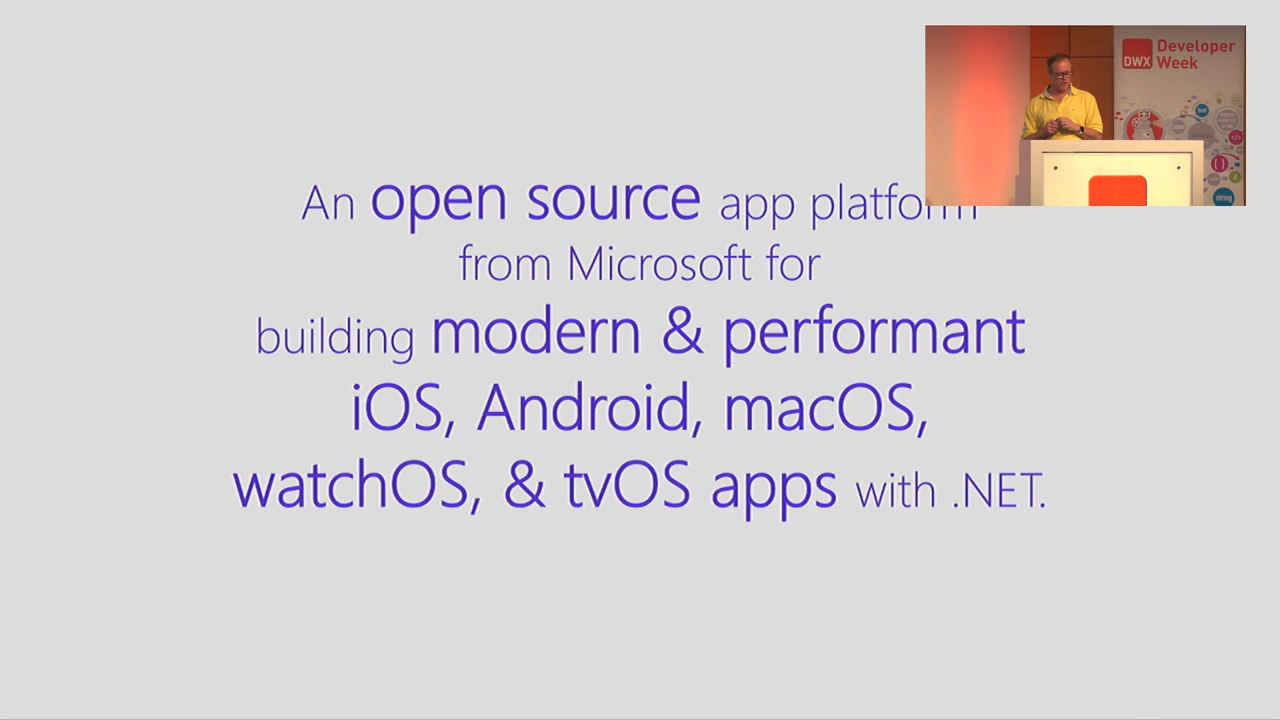 An open source app platform
from Microsoft for
building modern & performant
iOS, Android, macOS,
watchOS, & tvOS apps with .NET.
DWX
Developer
Week
string